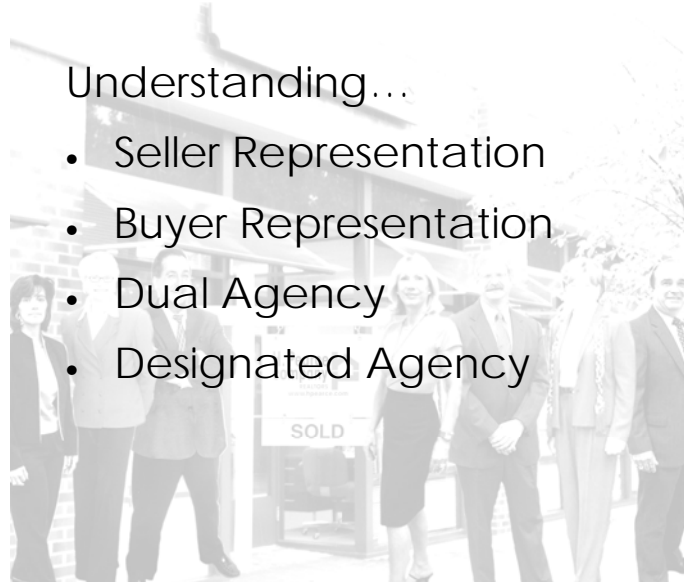 Understanding…
• Seller Representation
• Buyer Representation
• Dual Agency
• Designated Agency
SOLD